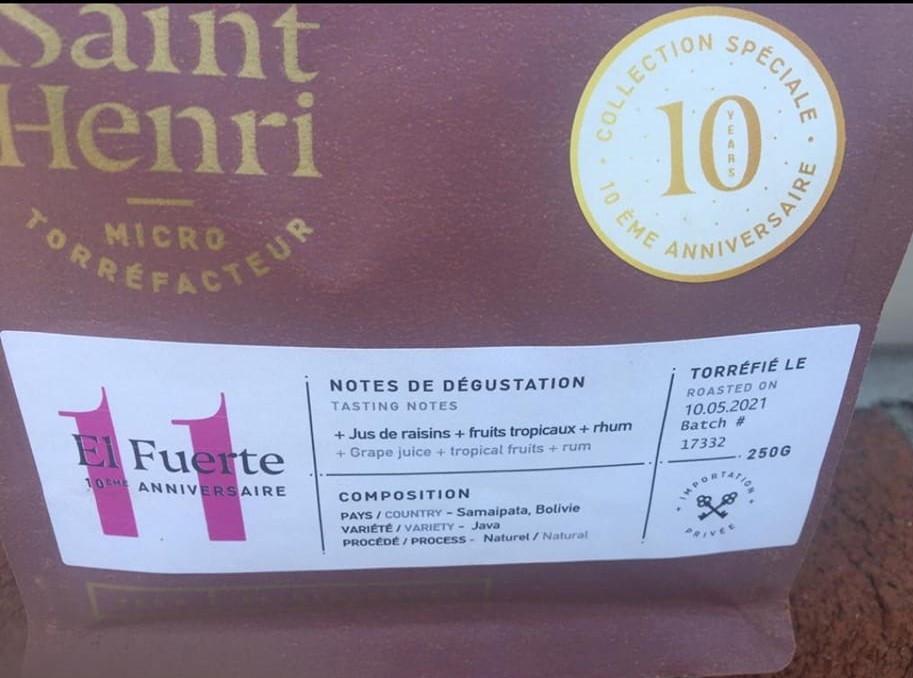 Saint
Henri
MICRO
TORRÉFACTEUR
COLLECTION SPÉCIALE
10
YEARS
10 ÈME ANNIVERSAIRE
11
El Fuerte
10ÈME ANNIVERSAIRE
NOTES DE DÉGUSTATION
TASTING NOTES
+ Jus de raisins + fruits tropicaux + rhum
+ Grape juice + tropical fruits + rum
COMPOSITION
PAYS / COUNTRY - Samaipata, Bolivie
VARIÉTÉ / VARIETY - Java
PROCÉDÉ / PROCESS - Naturel / Natural
TORRÉFIÉ LE
ROASTED ON
10.05.2021
Batch #
17332
250G
IMPORTATION
PRIVÉE